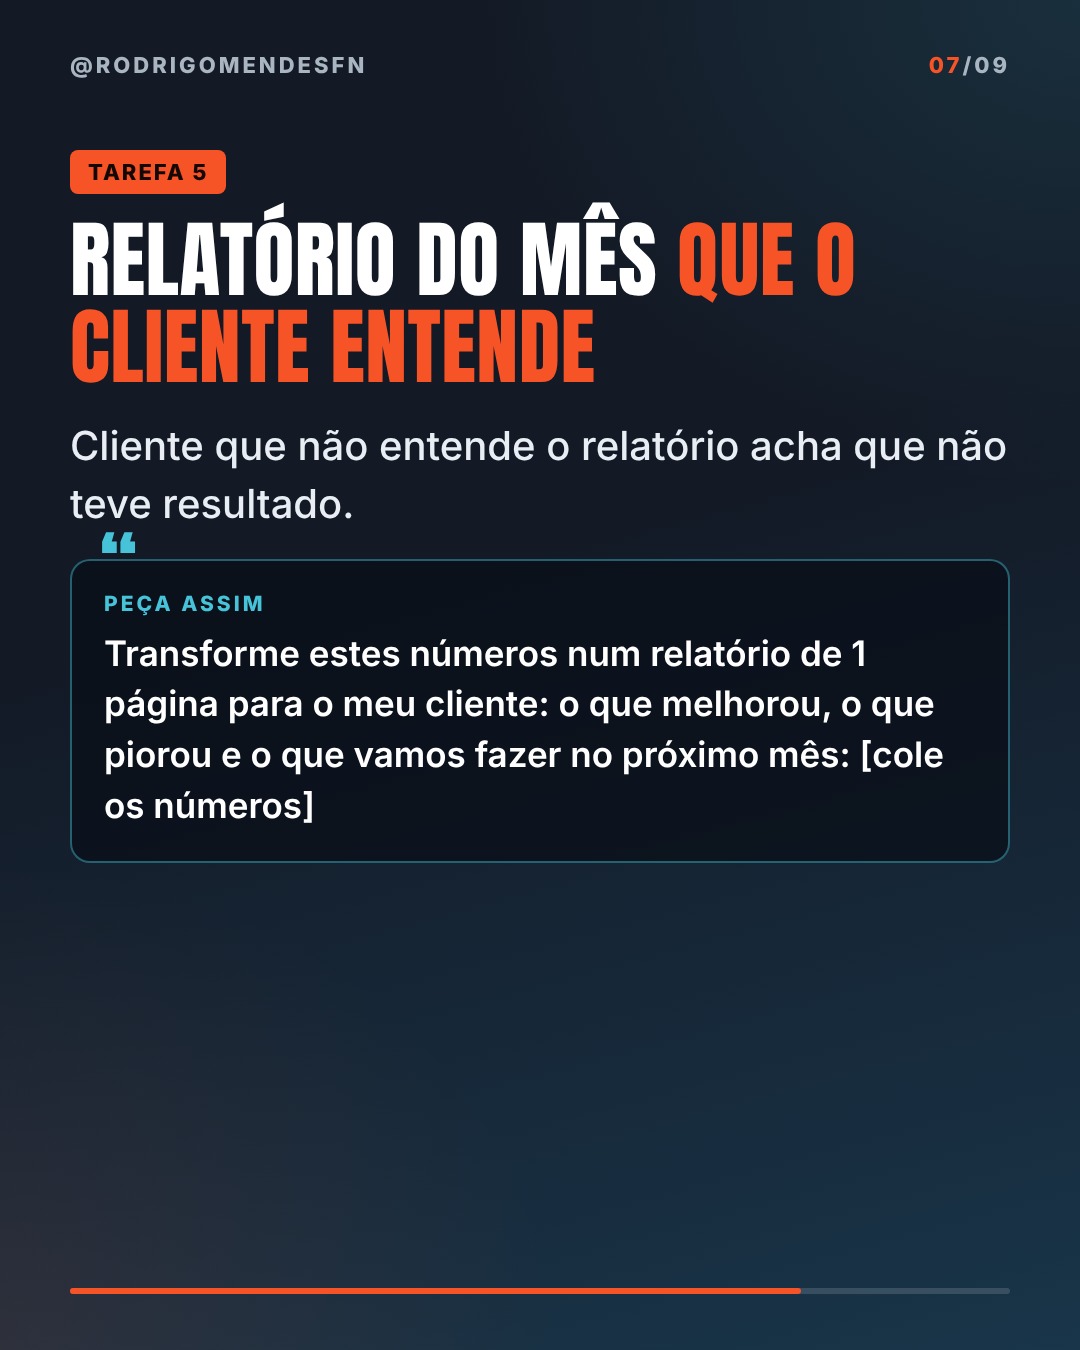 @RODRIGOMENDESFN
07/09
TAREFA 5
RELATÓRIO DO MÊS QUE O
CLIENTE ENTENDE
Cliente que não entende o relatório acha que não
teve resultado.
❝
PEÇA ASSIM
Transforme estes números num relatório de 1
página para o meu cliente: o que melhorou, o que
piorou e o que vamos fazer no próximo mês: [cole
os números]